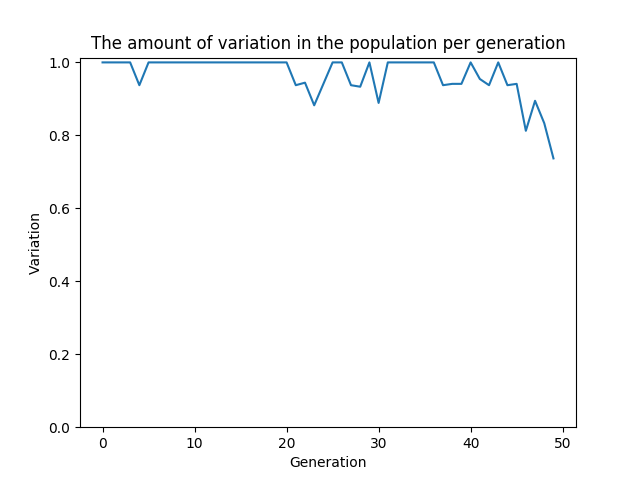 The amount of variation in the population per generation
1.0
0.8
0.6
0.4
0.2
0.0
Variation
0 10 20 30 40 50
Generation